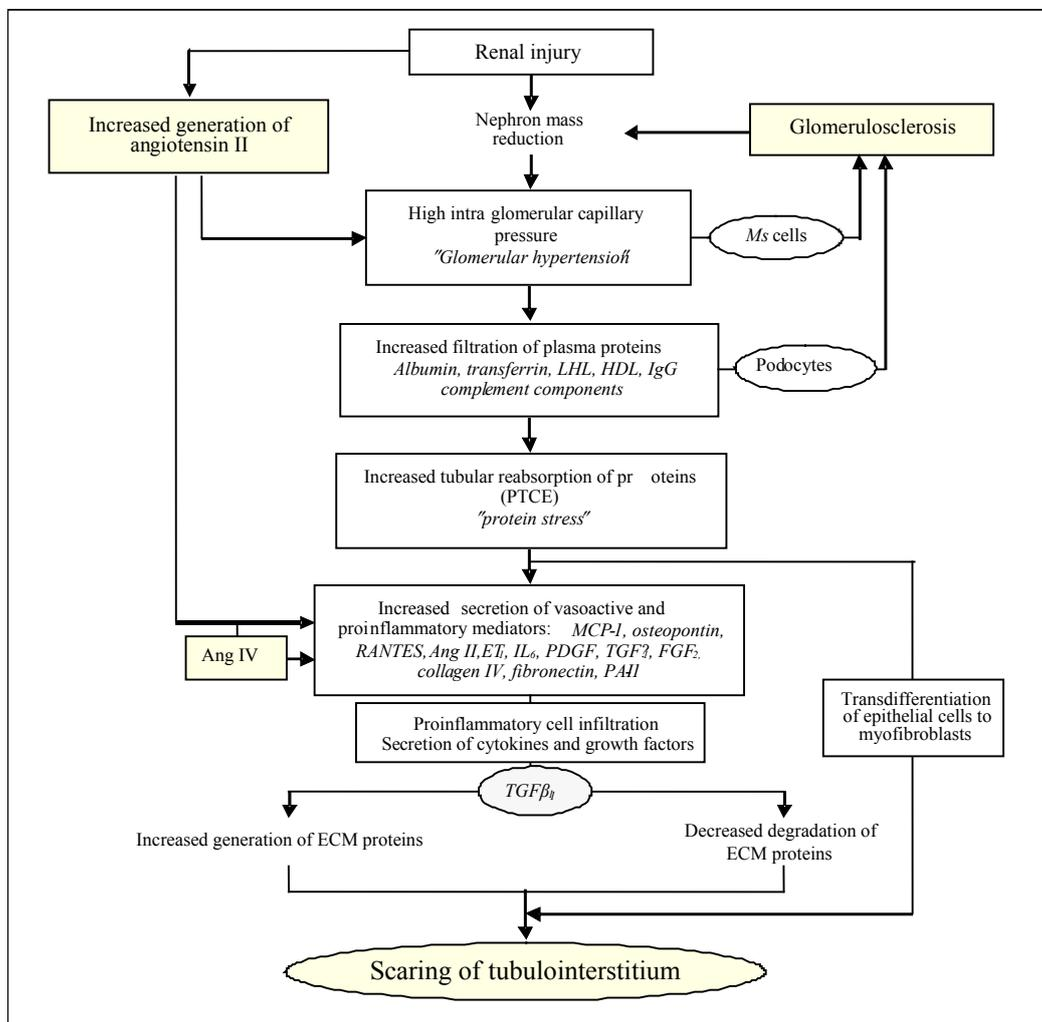 Renal injury
Increased generation of
angiotensin II
Nephron mass
reduction
Glomerulosclerosis
High intra glomerular capillary
pressure
"Glomerular hypertension"
Ms cells
Increased filtration of plasma proteins
Albumin, transferrin, LHL, HDL, IgG
complement components
Podocytes
Increased tubular reabsorption of pr oteins
(PTCE)
"protein stress"
Increased secretion of vasoactive and
proinflammatory mediators: MCP-1, osteopontin,
RANTES, Ang II, ET1, IL6, PDGF, TGF?, FGF2,
collagen IV, fibronectin, PAI1
Ang IV
Transdifferentiation
of epithelial cells to
myofibroblasts
Proinflammatory cell infiltration
Secretion of cytokines and growth factors
TGFβ
Increased generation of ECM proteins
Decreased degradation of
ECM proteins
Scaring of tubulointerstitium